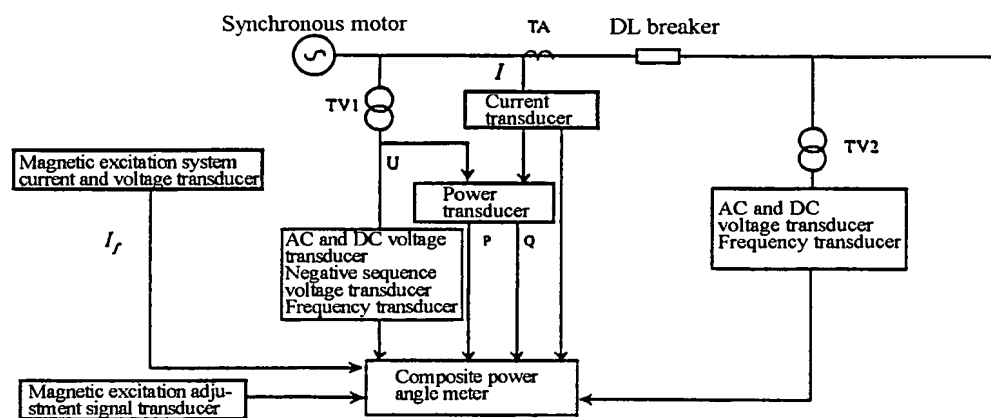 Synchronous motor
TA
DL breaker
I
TV1
Current
transducer
TV2
Magnetic excitation system
current and voltage transducer
U
Power
transducer
AC and DC
voltage transducer
Frequency transducer
I_f
AC and DC voltage
transducer
Negative sequence
voltage transducer
Frequency transducer
P
Q
Composite power
angle meter
Magnetic excitation adju-
stment signal transducer